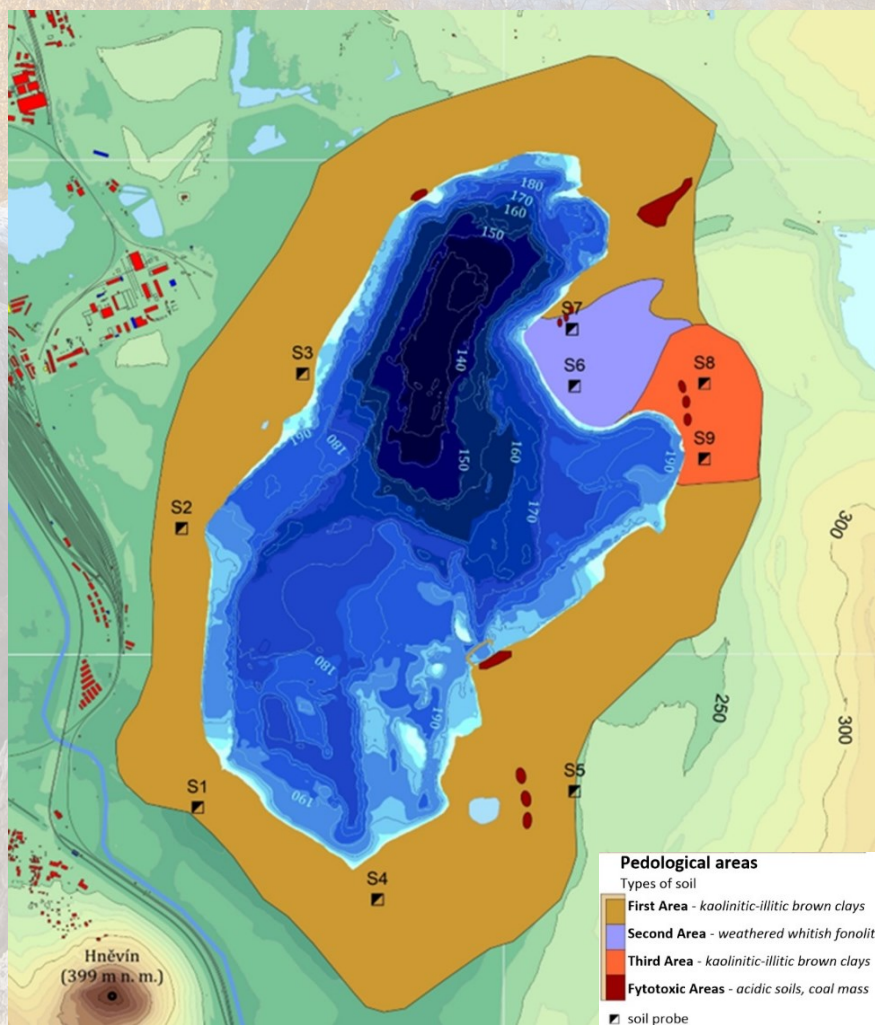 180
170
160
150
S7
S3
140
S6
S8
190
180
150
160
S9
190
170
S2
300
180
190
250
300
S1
190
S5
S4
Hněvín
(399 m n. m.)
Pedological areas
Types of soil
First Area - kaolinitic-illitic brown clays
Second Area - weathered whitish fonolit
Third Area - kaolinitic-illitic brown clays
Fytotoxic Areas - acidic soils, coal mass
soil probe